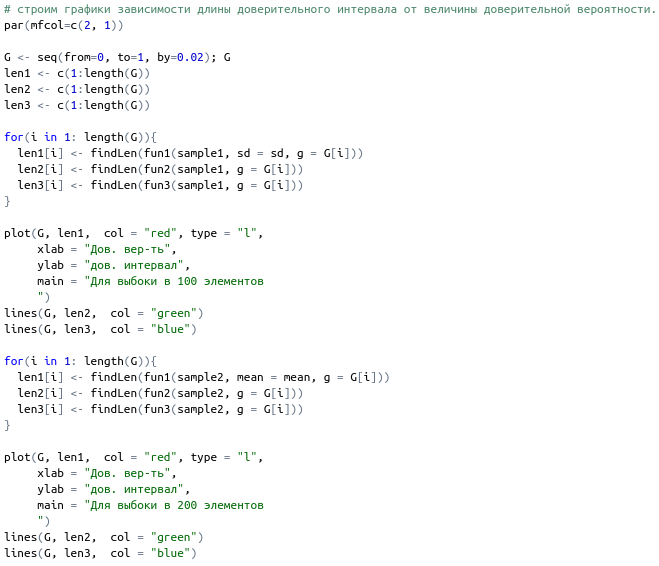 # строим графики зависимости длины доверительного интервала от величины доверительной вероятности.
par(mfcol=c(2, 1))
G <- seq(from=0, to=1, by=0.02); G
len1 <- c(1:length(G))
len2 <- c(1:length(G))
len3 <- c(1:length(G))
for(i in 1: length(G)){
  len1[i] <- findLen(fun1(sample1, sd = sd, g = G[i]))
  len2[i] <- findLen(fun2(sample1, g = G[i]))
  len3[i] <- findLen(fun3(sample1, g = G[i]))
}
plot(G, len1,  col = "red", type = "l",
     xlab = "Дов. вер-ть",
     ylab = "дов. интервал",
     main = "Для выбоки в 100 элементов
     ")
lines(G, len2,  col = "green")
lines(G, len3,  col = "blue")
for(i in 1: length(G)){
  len1[i] <- findLen(fun1(sample2, mean = mean, g = G[i]))
  len2[i] <- findLen(fun2(sample2, g = G[i]))
  len3[i] <- findLen(fun3(sample2, g = G[i]))
}
plot(G, len1,  col = "red", type = "l",
     xlab = "Дов. вер-ть",
     ylab = "дов. интервал",
     main = "Для выбоки в 200 элементов
     ")
lines(G, len2,  col = "green")
lines(G, len3,  col = "blue")